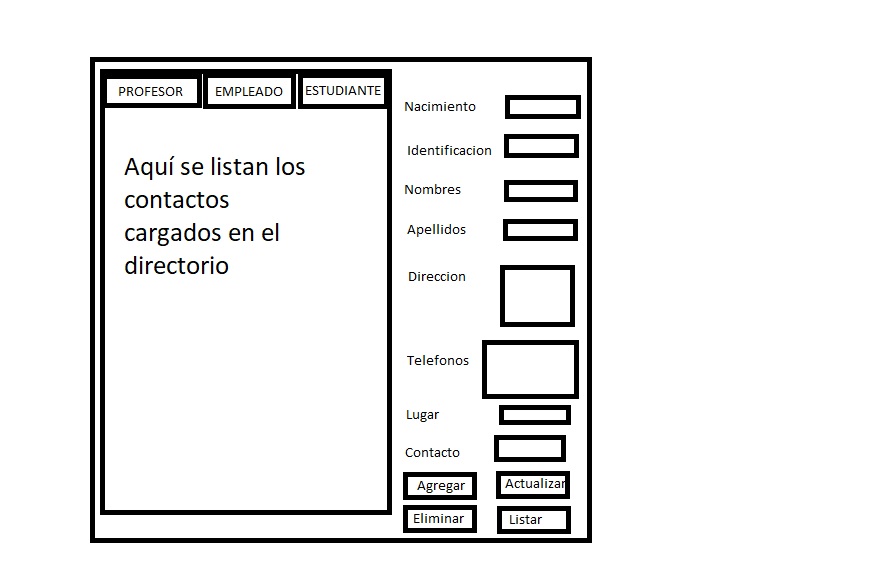 PROFESOR EMPLEADO ESTUDIANTE
Aquí se listan los
contactos
cargados en el
directorio
Nacimiento
Identificacion
Nombres
Apellidos
Direccion
Telefonos
Lugar
Contacto
Agregar Actualizar
Eliminar Listar